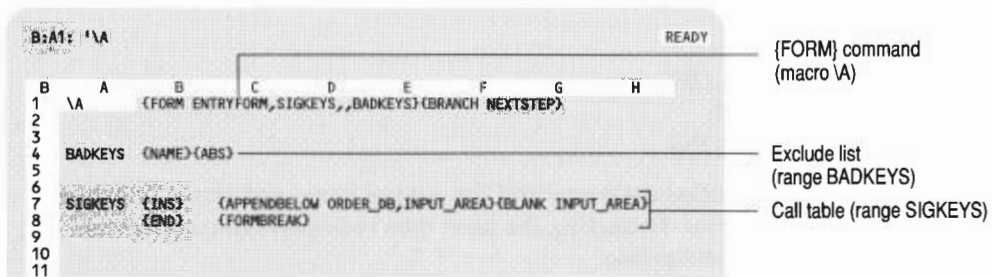 B:A1: '\A READY
B A B C D E F G H
1 \A {FORM ENTRYFORM,SIGKEYS,,BADKEYS}{BRANCH NEXTSTEP}
2
3
4 BADKEYS {NAME}{ABS}
5
6
7 SIGKEYS {INS} {APPENDBELOW ORDER_DB,INPUT_AREA}{BLANK INPUT_AREA}
8 {END} {FORMBREAK}
9
10
11
{FORM} command
(macro \A)
Exclude list
(range BADKEYS)
Call table (range SIGKEYS)